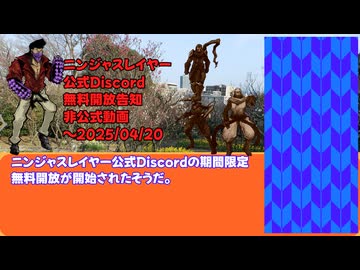 ニンジャスレイヤー
公式Discord
無料開放告知
非公式動画
～2025/04/20
ニンジャスレイヤー公式Discordの期間限定
無料開放が開始されたそうだ。